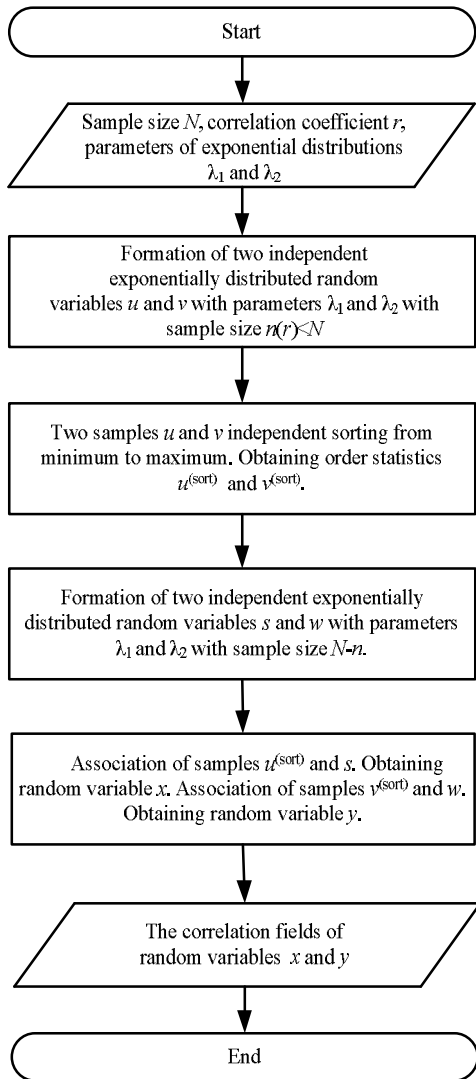 Start
Sample size N, correlation coefficient r,
parameters of exponential distributions
λ₁ and λ₂
Formation of two independent
exponentially distributed random
variables u and v with parameters λ₁ and λ₂ with
sample size n(r)<N
Two samples u and v independent sorting from
minimum to maximum. Obtaining order statistics
u⁽ˢᵒʳᵗ⁾ and v⁽ˢᵒʳᵗ⁾.
Formation of two independent exponentially
distributed random variables s and w with parameters
λ₁ and λ₂ with sample size N-n.
Association of samples u⁽ˢᵒʳᵗ⁾ and s. Obtaining
random variable x. Association of samples v⁽ˢᵒʳᵗ⁾ and w.
Obtaining random variable y.
The correlation fields of
random variables x and y
End